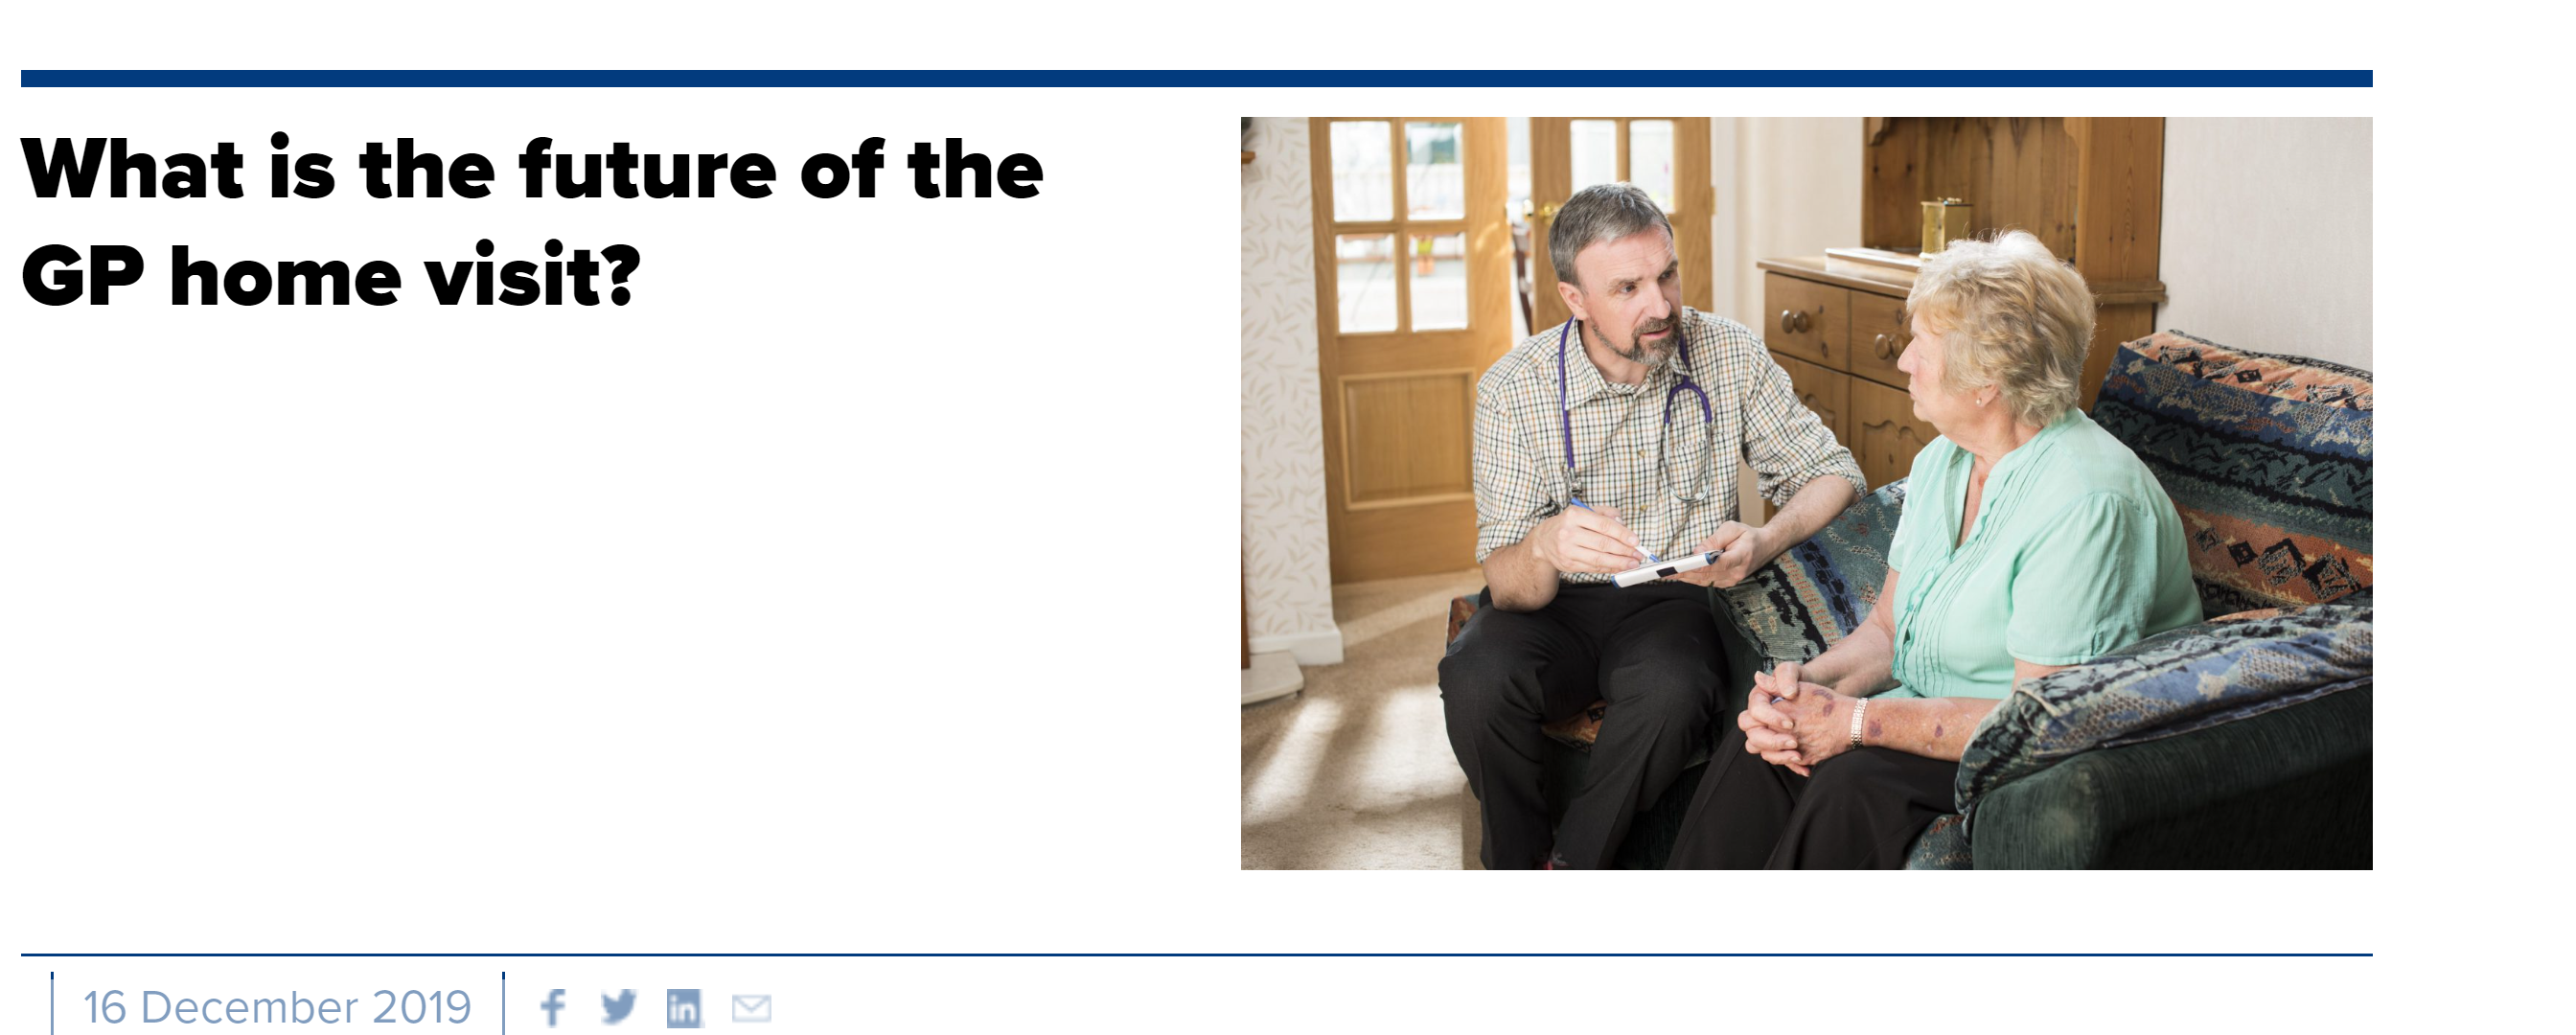 What is the future of the
GP home visit?
16 December 2019